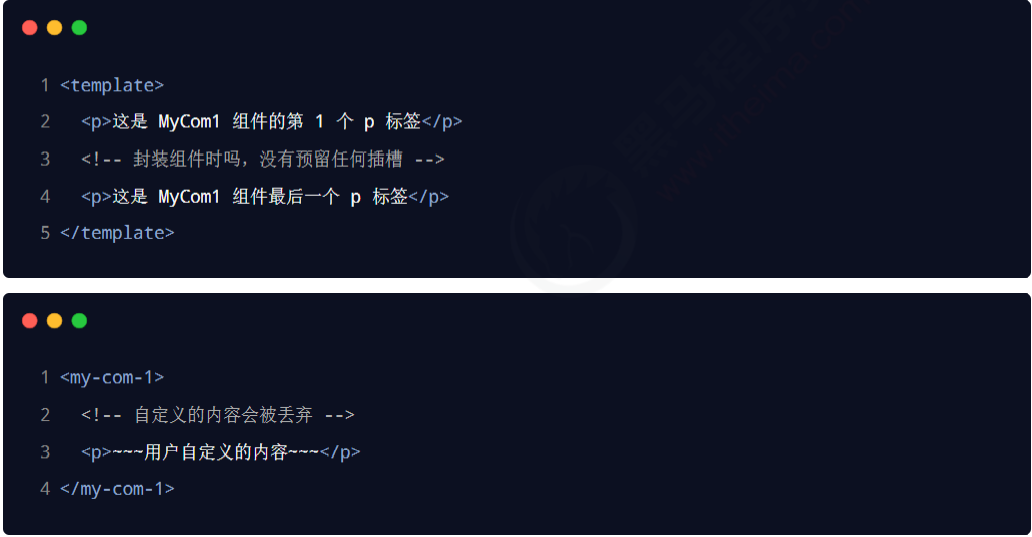 1 <template>
2   <p>这是 MyCom1 组件的第 1 个 p 标签</p>
3   <!-- 封装组件时吗，没有预留任何插槽 -->
4   <p>这是 MyCom1 组件最后一个 p 标签</p>
5 </template>
1 <my-com-1>
2   <!-- 自定义的内容会被丢弃 -->
3   <p>~~~用户自定义的内容~~~</p>
4 </my-com-1>